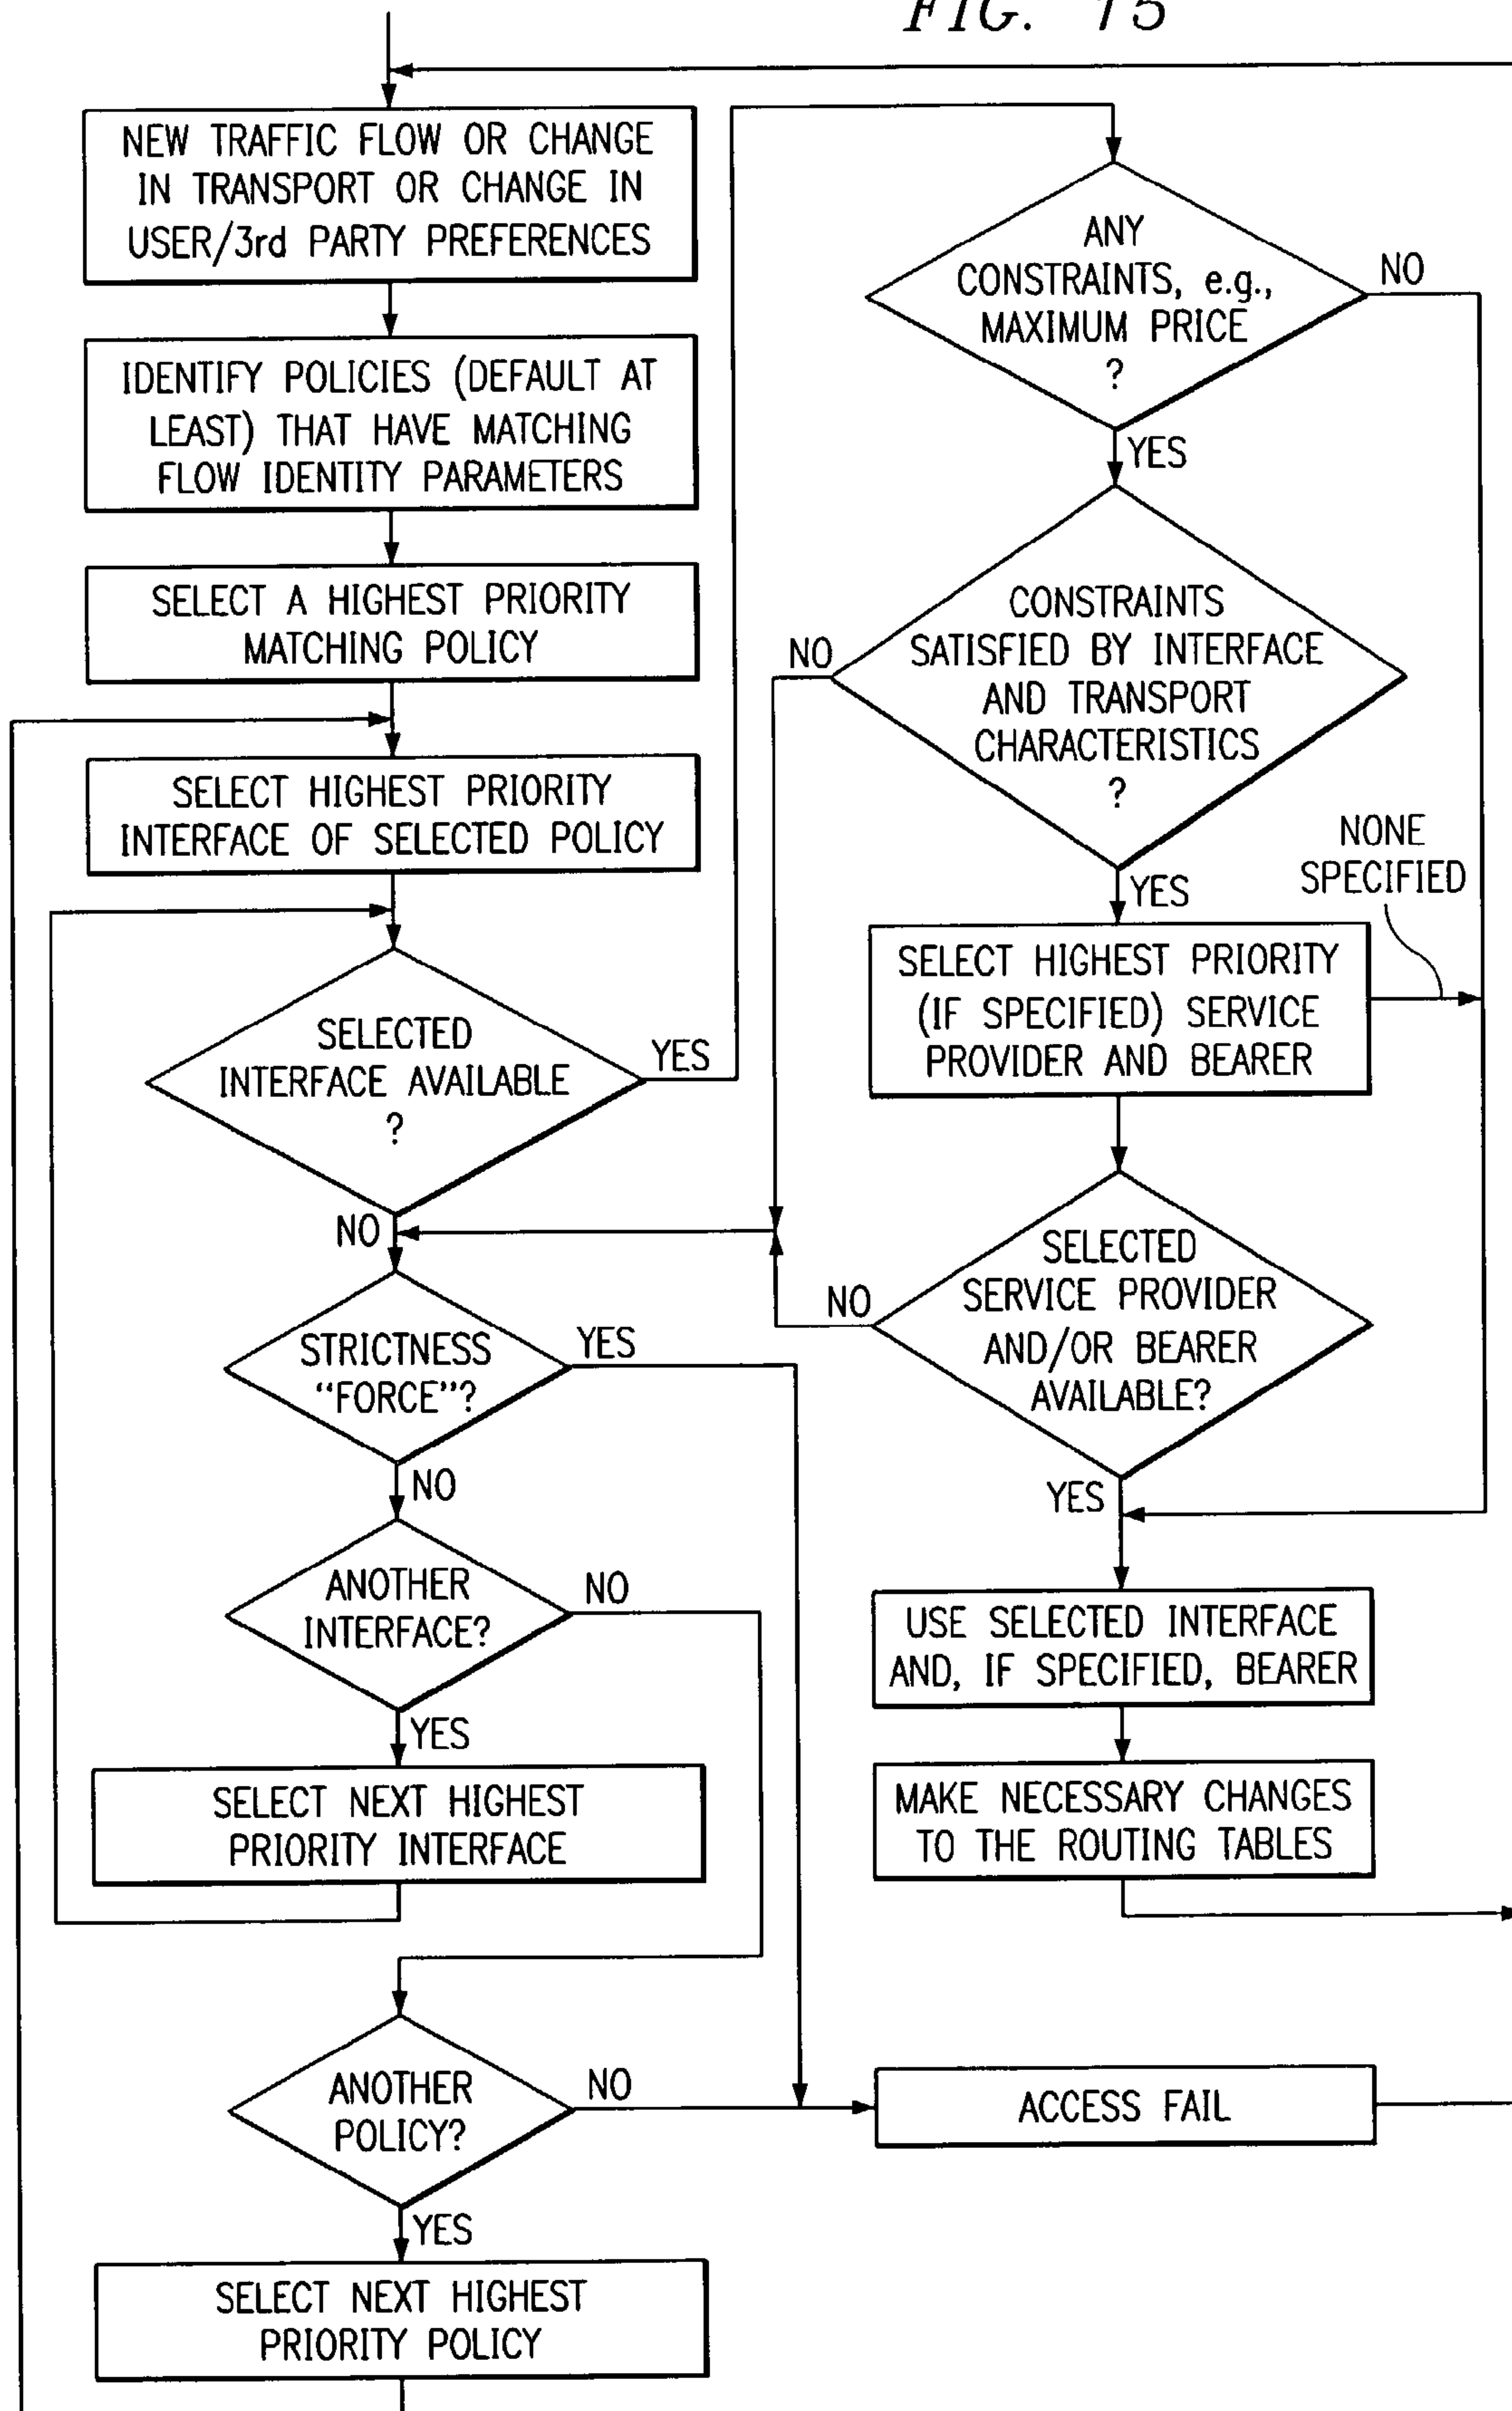 FIG. 15
NEW TRAFFIC FLOW OR CHANGE
IN TRANSPORT OR CHANGE IN
USER/3rd PARTY PREFERENCES
IDENTIFY POLICIES (DEFAULT AT
LEAST) THAT HAVE MATCHING
FLOW IDENTITY PARAMETERS
SELECT A HIGHEST PRIORITY
MATCHING POLICY
SELECT HIGHEST PRIORITY
INTERFACE OF SELECTED POLICY
SELECTED
INTERFACE AVAILABLE
?
YES
NO
STRICTNESS
"FORCE"?
YES
NO
ANOTHER
INTERFACE?
NO
YES
SELECT NEXT HIGHEST
PRIORITY INTERFACE
ANOTHER
POLICY?
NO
YES
SELECT NEXT HIGHEST
PRIORITY POLICY
ANY
CONSTRAINTS, e.g.,
MAXIMUM PRICE
?
NO
YES
CONSTRAINTS
SATISFIED BY INTERFACE
AND TRANSPORT
CHARACTERISTICS
?
NO
YES
NONE
SPECIFIED
SELECT HIGHEST PRIORITY
(IF SPECIFIED) SERVICE
PROVIDER AND BEARER
SELECTED
SERVICE PROVIDER
AND/OR BEARER
AVAILABLE?
NO
YES
USE SELECTED INTERFACE
AND, IF SPECIFIED, BEARER
MAKE NECESSARY CHANGES
TO THE ROUTING TABLES
ACCESS FAIL